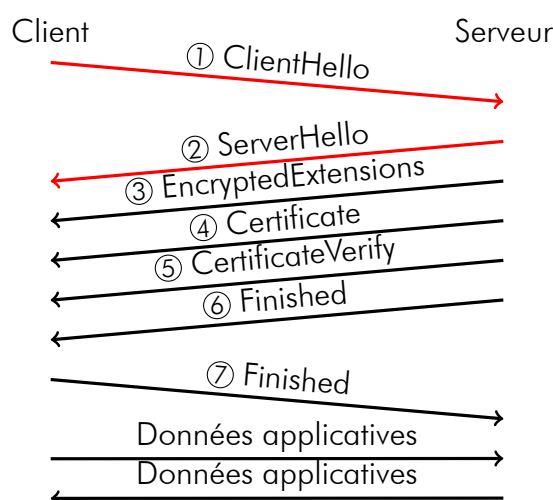 Client
Serveur
① ClientHello
② ServerHello
③ EncryptedExtensions
④ Certificate
⑤ CertificateVerify
⑥ Finished
⑦ Finished
Données applicatives
Données applicatives